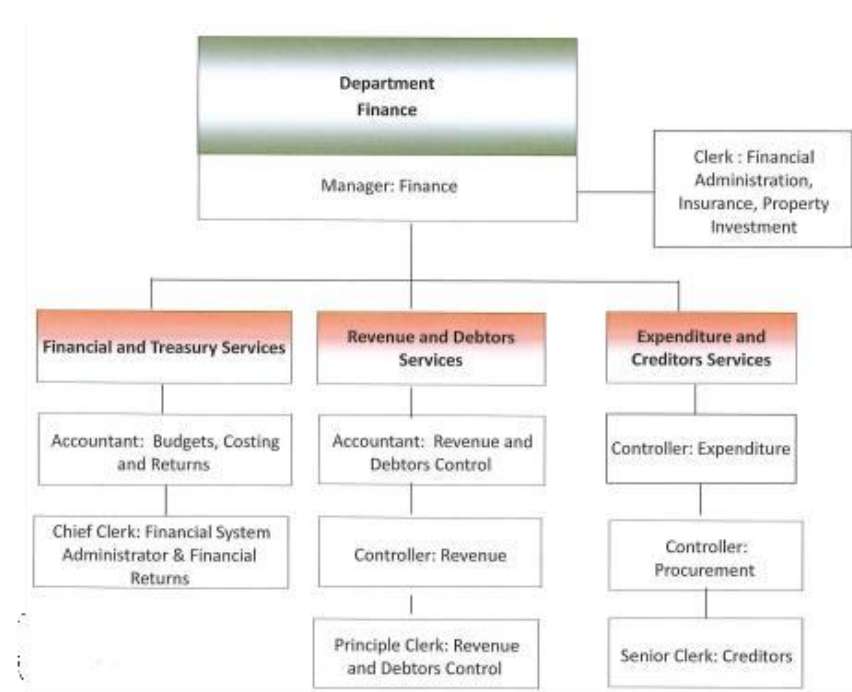 Department
Finance
Manager: Finance
Clerk : Financial
Administration,
Insurance, Property
Investment
Financial and Treasury Services
Revenue and Debtors
Services
Expenditure and
Creditors Services
Accountant:  Budgets, Costing
and Returns
Accountant:  Revenue and
Debtors Control
Controller: Expenditure
Chief Clerk: Financial System
Administrator & Financial
Returns
Controller: Revenue
Controller:
Procurement
Principle Clerk: Revenue
and Debtors Control
Senior Clerk: Creditors